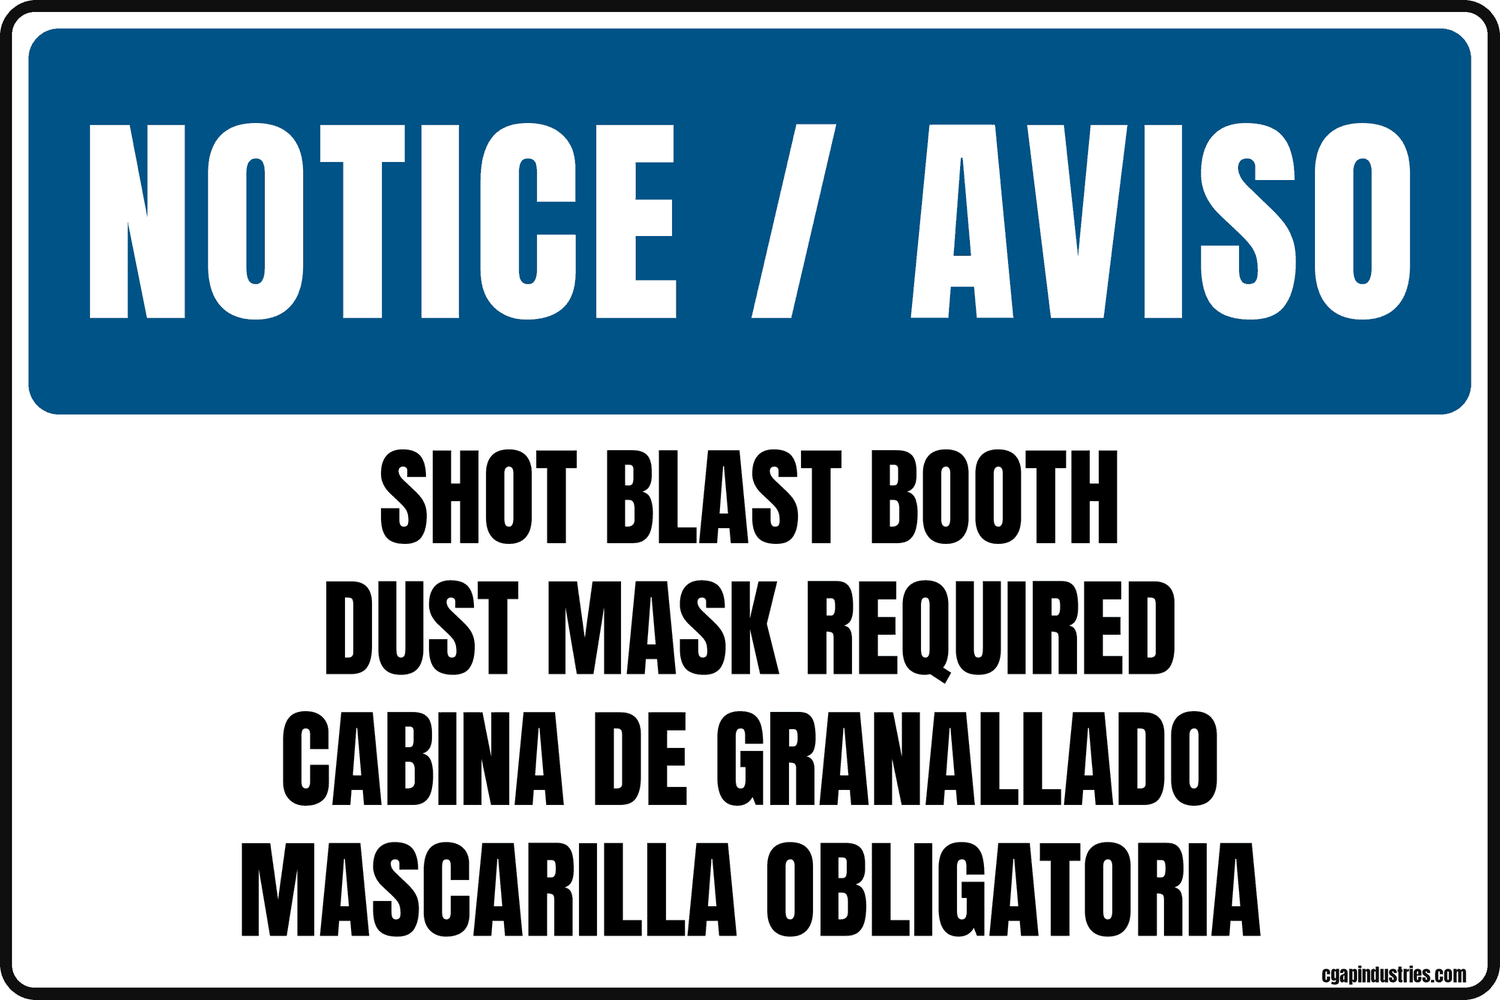 NOTICE / AVISO
SHOT BLAST BOOTH
DUST MASK REQUIRED
CABINA DE GRANALLADO
MASCARILLA OBLIGATORIA
cgapindustries.com